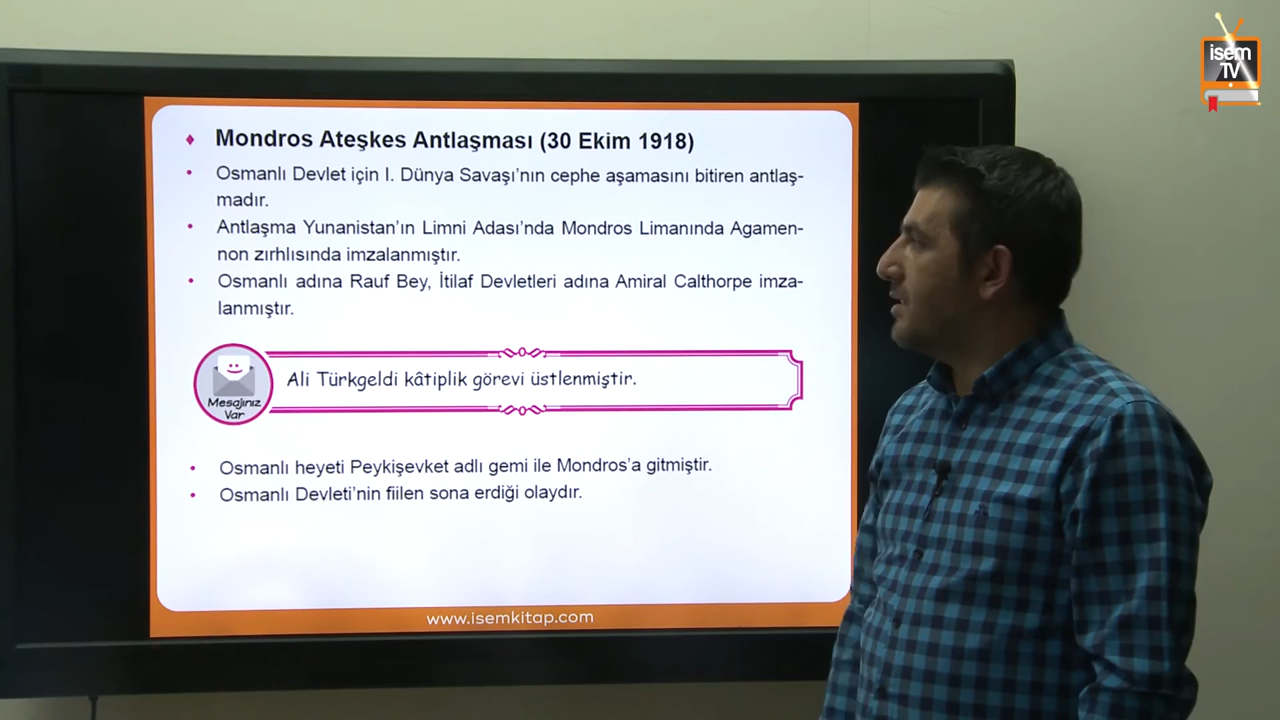 isem
TV
Mondros Ateşkes Antlaşması (30 Ekim 1918)
Osmanlı Devlet için I. Dünya Savaşı'nın cephe aşamasını bitiren antlaş-
madır.
Antlaşma Yunanistan'ın Limni Adası'nda Mondros Limanında Agamen-
non zırhlısında imzalanmıştır.
Osmanlı adına Rauf Bey, İtilaf Devletleri adına Amiral Calthorpe imza-
lanmıştır.
Mesajınız
Var
Ali Türkgeldi kâtiplik görevi üstlenmiştir.
Osmanlı heyeti Peykişevket adlı gemi ile Mondros'a gitmiştir.
Osmanlı Devleti'nin fiilen sona erdiği olaydır.
www.isemkitap.com